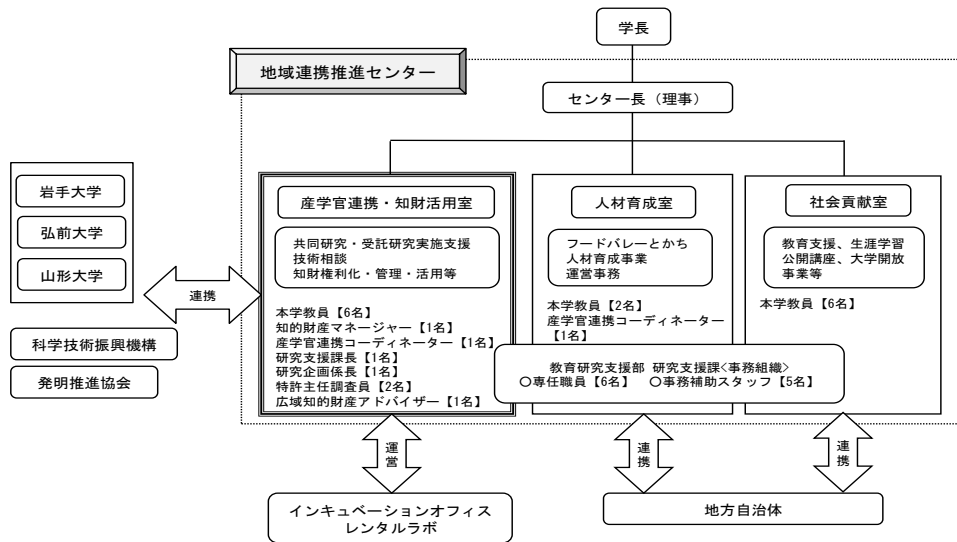 学長
地域連携推進センター
センター長（理事）
岩手大学
弘前大学
山形大学
科学技術振興機構
発明推進協会
連携
産学官連携・知財活用室
共同研究・受託研究実施支援
技術相談
知財権利化・管理・活用等
本学教員【6名】
知的財産マネージャー【1名】
産学官連携コーディネーター【1名】
研究支援課長【1名】
研究企画係長【1名】
特許主任調査員【2名】
広域知的財産アドバイザー【1名】
人材育成室
フードバレーとかち
人材育成事業
運営事務
本学教員【2名】
産学官連携コーディネーター
【1名】
社会貢献室
教育支援、生涯学習
公開講座、大学開放
事業等
本学教員【6名】
教育研究支援部 研究支援課<事務組織>
○専任職員【6名】 ○事務補助スタッフ【5名】
運営
連携
連携
インキュベーションオフィス
レンタルラボ
地方自治体